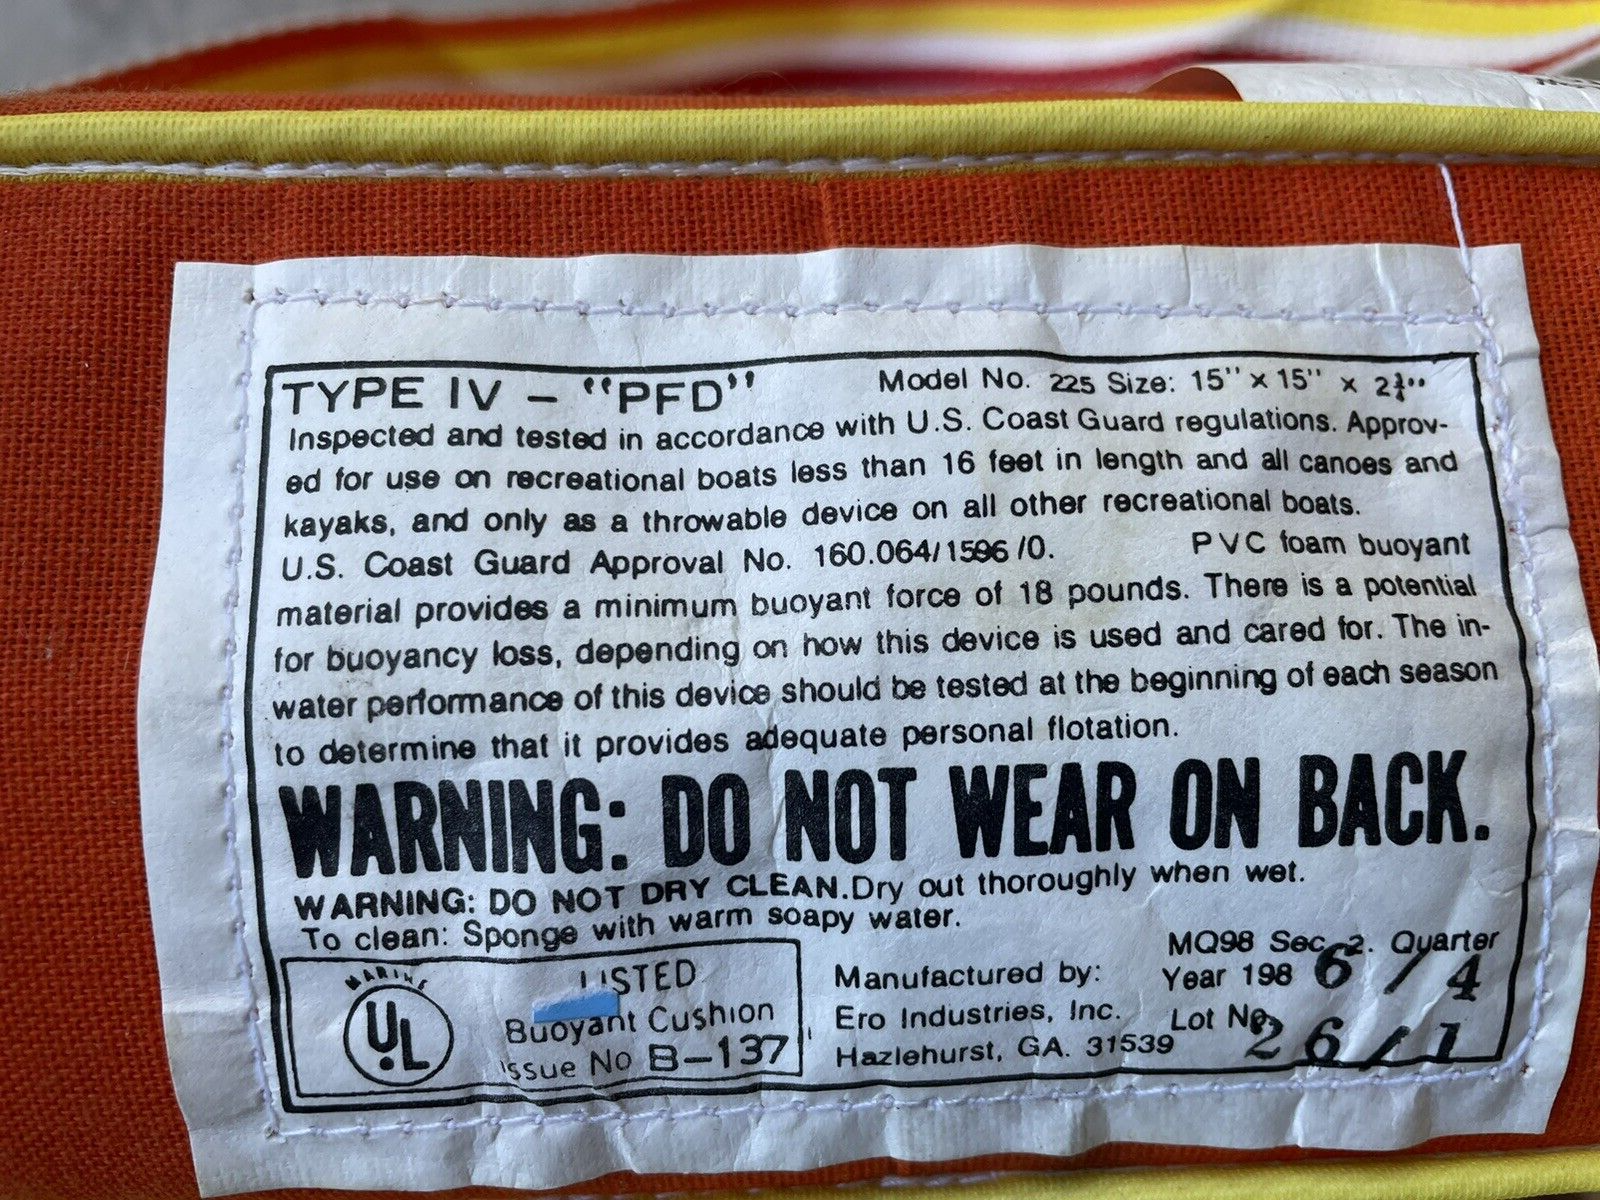 TYPE IV – "PFD" Model No. 225 Size: 15" x 15" x 2¾"
Inspected and tested in accordance with U.S. Coast Guard regulations. Approv-
ed for use on recreational boats less than 16 feet in length and all canoes and
kayaks, and only as a throwable device on all other recreational boats.
U.S. Coast Guard Approval No. 160.064/1596/0. PVC foam buoyant
material provides a minimum buoyant force of 18 pounds. There is a potential
for buoyancy loss, depending on how this device is used and cared for. The in-
water performance of this device should be tested at the beginning of each season
to determine that it provides adequate personal flotation.
WARNING: DO NOT WEAR ON BACK.
WARNING: DO NOT DRY CLEAN. Dry out thoroughly when wet.
To clean: Sponge with warm soapy water.
MARINE
UL
LISTED
Buoyant Cushion
Issue No B-137
Manufactured by:
Ero Industries, Inc.
Hazlehurst, GA. 31539
MQ98 Sec. 2. Quarter
Year 198 6 / 4
Lot No. 26/1